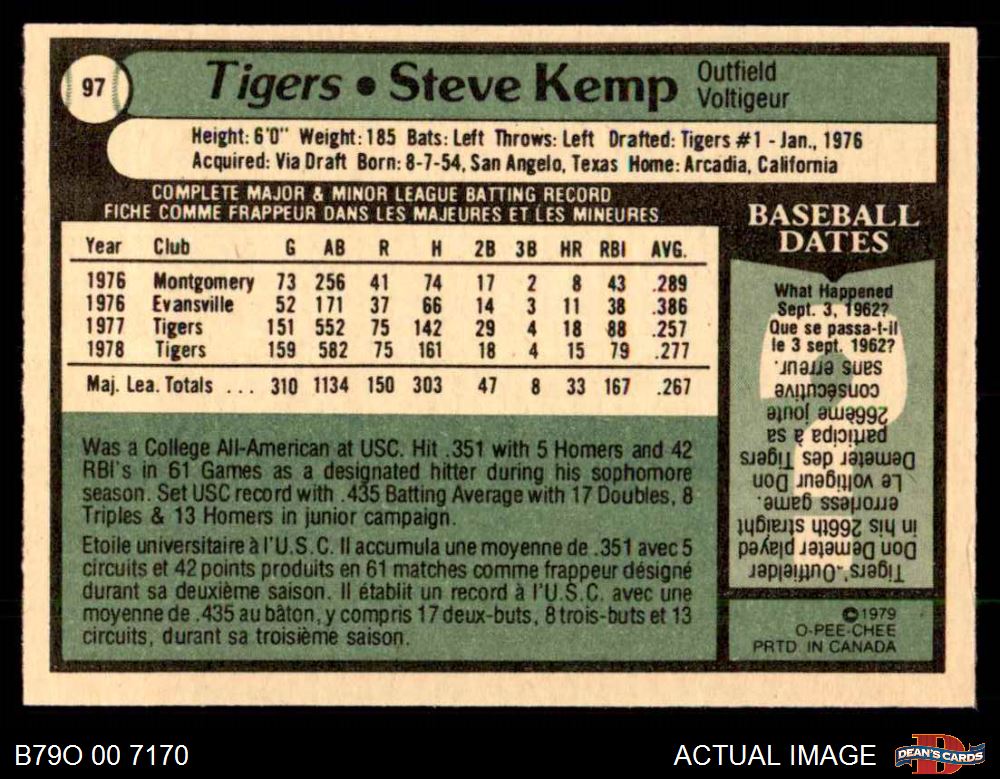 97
Tigers • Steve Kemp
Outfield
Voltigeur
Height: 6'0" Weight: 185 Bats: Left Throws: Left Drafted: Tigers #1 - Jan., 1976
Acquired: Via Draft Born: 8-7-54, San Angelo, Texas Home: Arcadia, California
COMPLETE MAJOR & MINOR LEAGUE BATTING RECORD
FICHE COMME FRAPPEUR DANS LES MAJEURES ET LES MINEURES
Year Club G AB R H 2B 3B HR RBI AVG.
1976 Montgomery 73 256 41 74 17 2 8 43 .289
1976 Evansville 52 171 37 66 14 3 11 38 .386
1977 Tigers 151 552 75 142 29 4 18 88 .257
1978 Tigers 159 582 75 161 18 4 15 79 .277
Maj. Lea. Totals ... 310 1134 150 303 47 8 33 167 .267
Was a College All-American at USC. Hit .351 with 5 Homers and 42
RBI's in 61 Games as a designated hitter during his sophomore
season. Set USC record with .435 Batting Average with 17 Doubles, 8
Triples & 13 Homers in junior campaign.
Etoile universitaire à l'U.S.C. Il accumula une moyenne de .351 avec 5
circuits et 42 points produits en 61 matches comme frappeur désigné
durant sa deuxième saison. Il établit un record à l'U.S.C. avec une
moyenne de .435 au bâton, y compris 17 deux-buts, 8 trois-buts et 13
circuits, durant sa troisième saison.
BASEBALL
DATES
What Happened
Sept. 3, 1962?
Que se passa-t-il
le 3 sept. 1962?
Tigers' Outfielder
Don Demeter played
in his 266th straight
errorless game.
Le voltigeur Don
Demeter des Tigers
participa à sa
266ème joute
consécutive
sans erreur.
©1979
O-PEE-CHEE
PRTD IN CANADA
B79O 00 7170
ACTUAL IMAGE
DEAN'S CARDS